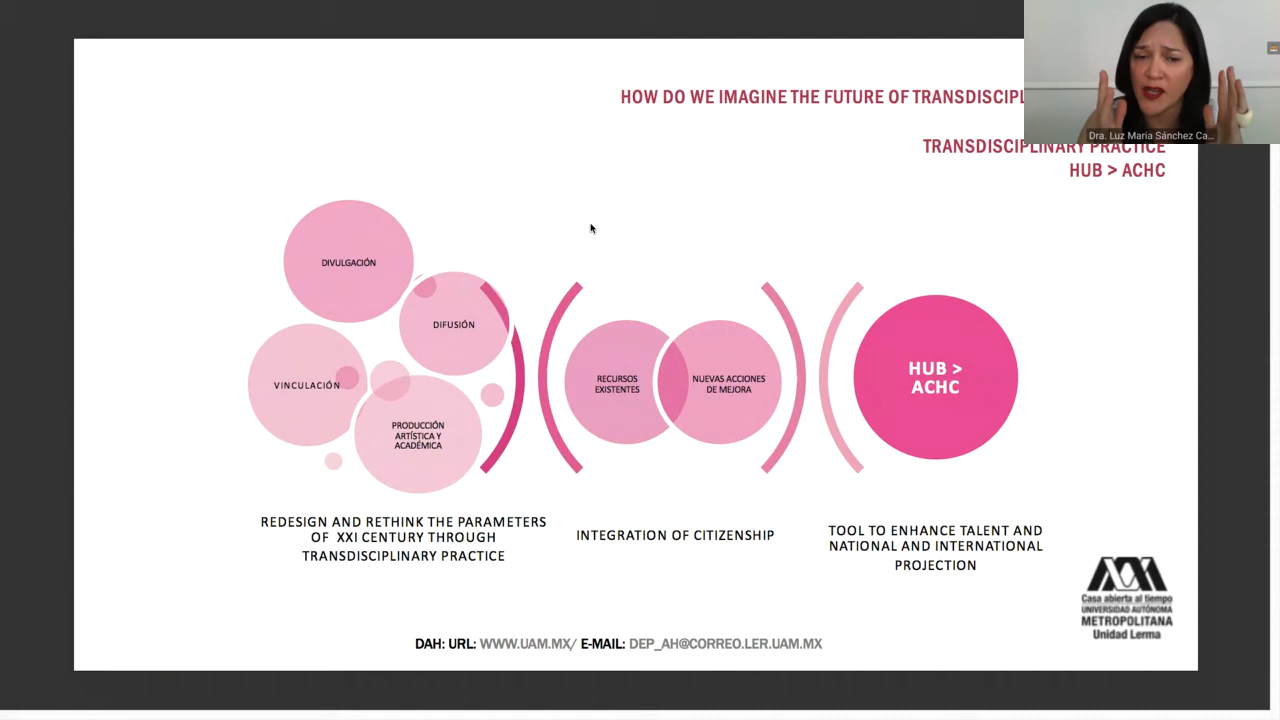 HOW DO WE IMAGINE THE FUTURE OF
Dra. Luz Maria Sánchez Ca...
TRANSDISCIPLINARY PRACTICE
HUB > ACHC
DIVULGACIÓN
DIFUSIÓN
VINCULACIÓN
PRODUCCIÓN
ARTÍSTICA Y
ACADÉMICA
RECURSOS
EXISTENTES
NUEVAS ACCIONES
DE MEJORA
HUB >
ACHC
REDESIGN AND RETHINK THE PARAMETERS
OF XXI CENTURY THROUGH
TRANSDISCIPLINARY PRACTICE
INTEGRATION OF CITIZENSHIP
TOOL TO ENHANCE TALENT AND
NATIONAL AND INTERNATIONAL
PROJECTION
Casa abierta al tiempo
UNIVERSIDAD AUTÓNOMA
METROPOLITANA
Unidad Lerma
DAH: URL: WWW.UAM.MX/ E-MAIL: DEP_AH@CORREO.LER.UAM.MX